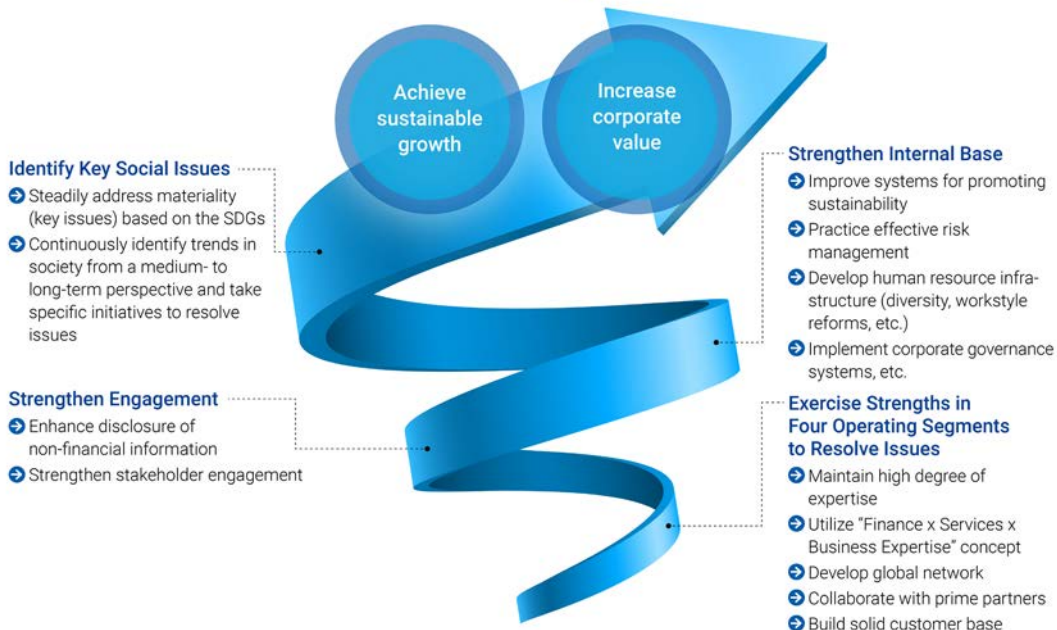 Achieve
sustainable
growth
Increase
corporate
value
Identify Key Social Issues
Steadily address materiality
(key issues) based on the SDGs
Continuously identify trends in
society from a medium- to
long-term perspective and take
specific initiatives to resolve
issues
Strengthen Engagement
Enhance disclosure of
non-financial information
Strengthen stakeholder engagement
Strengthen Internal Base
Improve systems for promoting
sustainability
Practice effective risk
management
Develop human resource infra-
structure (diversity, workstyle
reforms, etc.)
Implement corporate governance
systems, etc.
Exercise Strengths in
Four Operating Segments
to Resolve Issues
Maintain high degree of
expertise
Utilize “Finance x Services x
Business Expertise” concept
Develop global network
Collaborate with prime partners
Build solid customer base